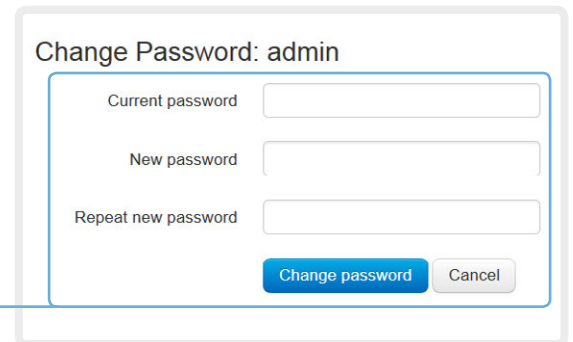 Change Password: admin
Current password
New password
Repeat new password
Change password Cancel